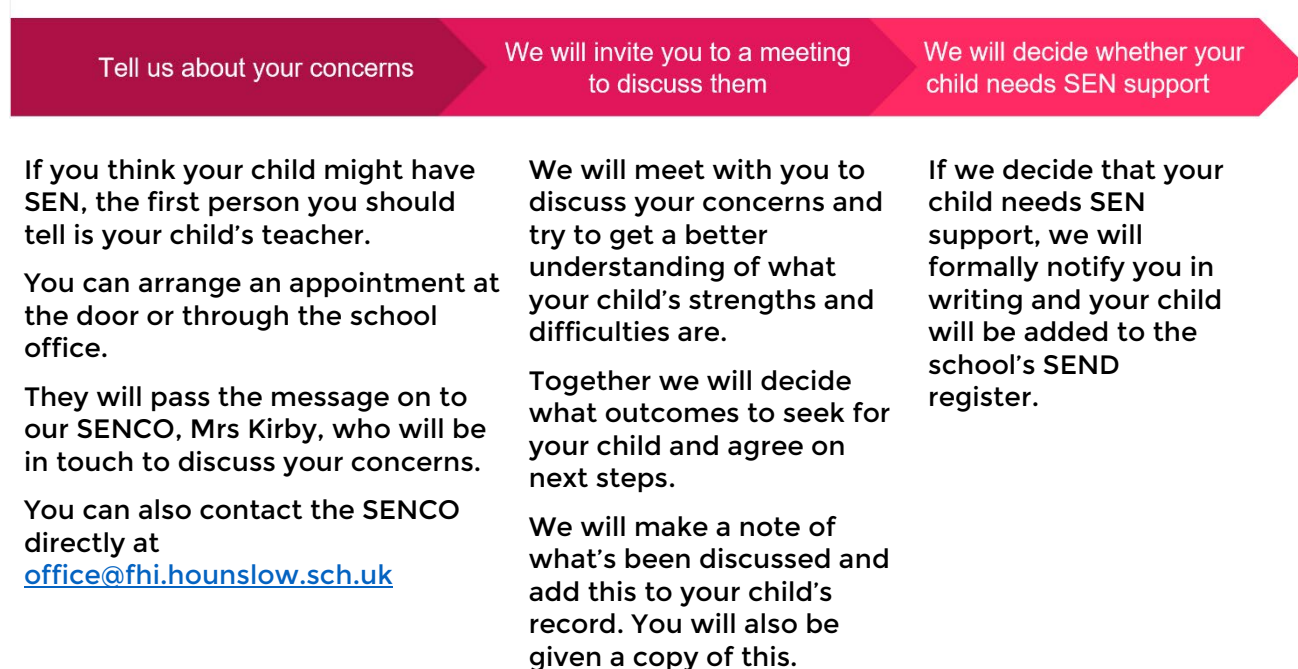 Tell us about your concerns
We will invite you to a meeting
to discuss them
We will decide whether your
child needs SEN support
If you think your child might have
SEN, the first person you should
tell is your child's teacher.
You can arrange an appointment at
the door or through the school
office.
They will pass the message on to
our SENCO, Mrs Kirby, who will be
in touch to discuss your concerns.
You can also contact the SENCO
directly at
office@fhi.hounslow.sch.uk
We will meet with you to
discuss your concerns and
try to get a better
understanding of what
your child's strengths and
difficulties are.
Together we will decide
what outcomes to seek for
your child and agree on
next steps.
We will make a note of
what's been discussed and
add this to your child's
record. You will also be
given a copy of this.
If we decide that your
child needs SEN
support, we will
formally notify you in
writing and your child
will be added to the
school's SEND
register.